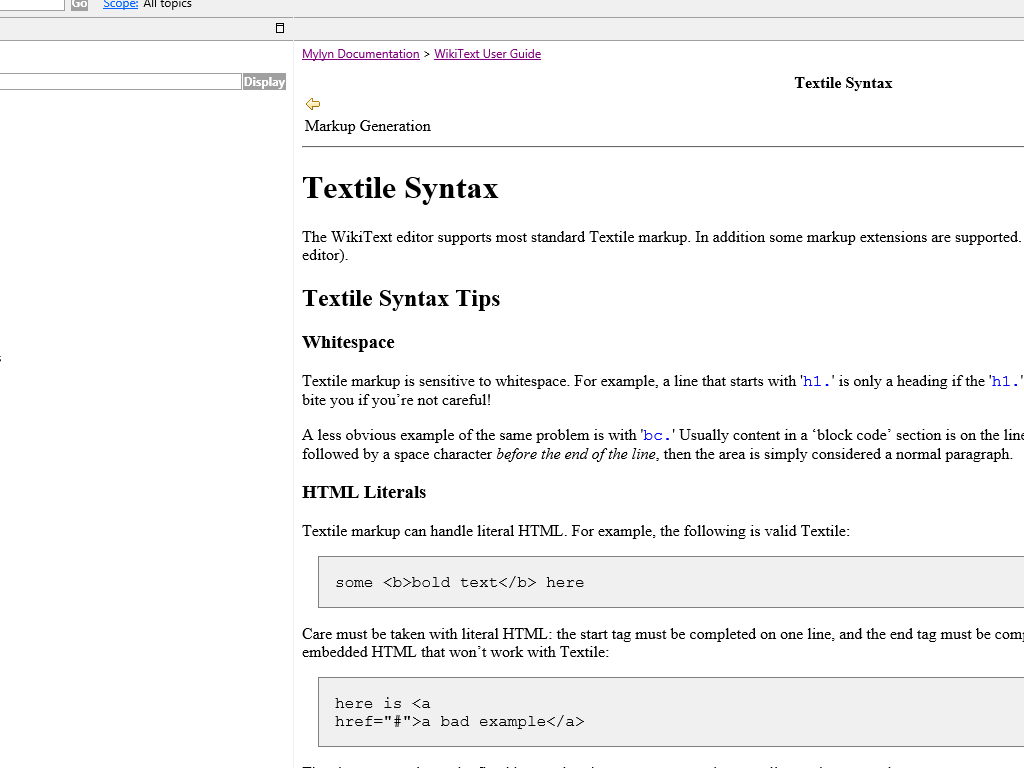 Go Scope: All topics
Display
Mylyn Documentation > WikiText User Guide
Textile Syntax
Markup Generation
Textile Syntax
The WikiText editor supports most standard Textile markup. In addition some markup extensions are supported.
editor).
Textile Syntax Tips
Whitespace
Textile markup is sensitive to whitespace. For example, a line that starts with 'h1.' is only a heading if the 'h1.'
bite you if you’re not careful!
A less obvious example of the same problem is with 'bc.' Usually content in a ‘block code’ section is on the line
followed by a space character before the end of the line, then the area is simply considered a normal paragraph.
HTML Literals
Textile markup can handle literal HTML. For example, the following is valid Textile:
some <b>bold text</b> here
Care must be taken with literal HTML: the start tag must be completed on one line, and the end tag must be comp
embedded HTML that won’t work with Textile:
here is <a
href="#">a bad example</a>